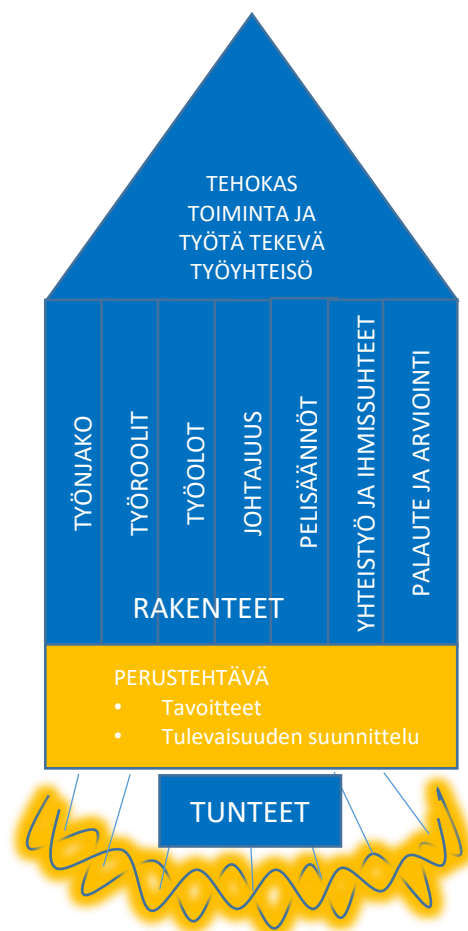 TEHOKAS
TOIMINTA JA
TYÖTÄ TEKEVÄ
TYÖYHTEISÖ
TYÖNJAKO
TYÖROOLIT
TYÖOLOT
JOHTAJUUS
PELISÄÄNNÖT
YHTEISTYÖ JA IHMISSUHTEET
PALAUTE JA ARVIOINTI
RAKENTEET
PERUSTEHTÄVÄ
• Tavoitteet
• Tulevaisuuden suunnittelu
TUNTEET